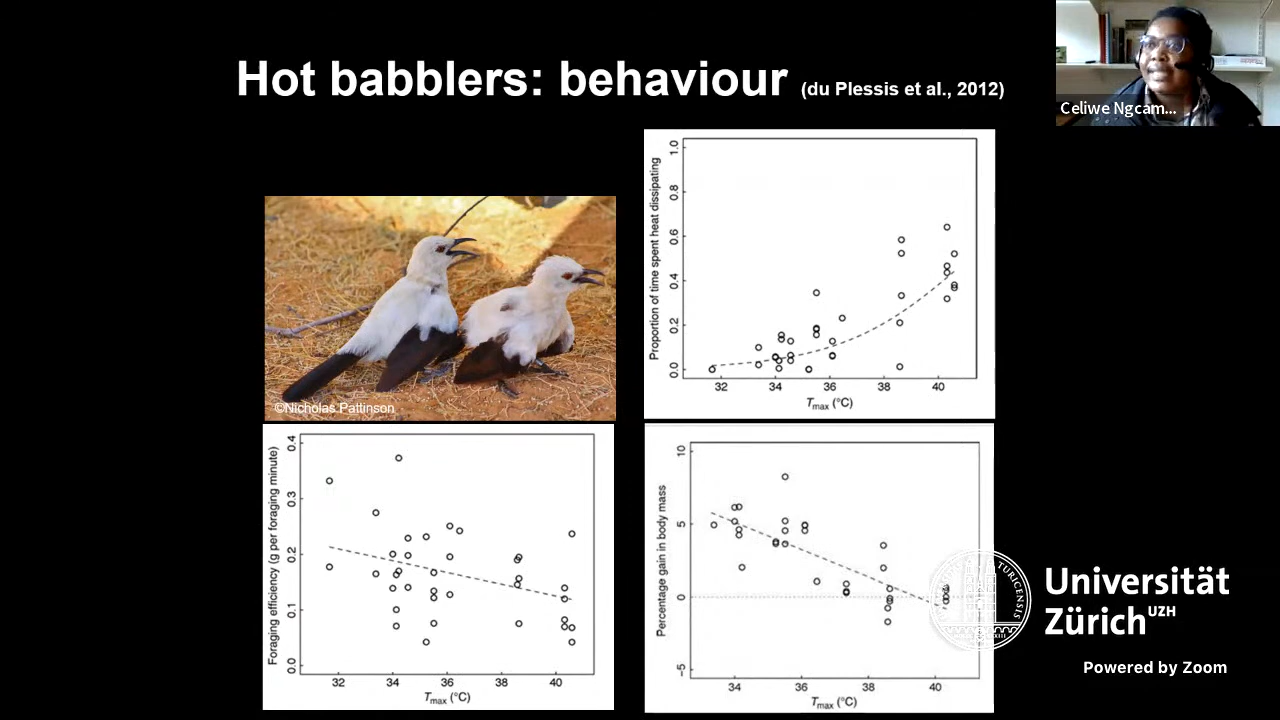 Hot babblers: behaviour (du Plessis et al., 2012)
Celiwe Ngcam...
©Nicholas Pattinson
Proportion of time spent heat dissipating
1.0
0.8
0.6
0.4
0.2
0.0
32 34 36 38 40
Tmax (°C)
Foraging efficiency (g per foraging minute)
0.4
0.3
0.2
0.1
0.0
32 34 36 38 40
Tmax (°C)
Percentage gain in body mass
10
5
0
-5
34 36 38 40
Tmax (°C)
TURICENSIS
Universität
Zürich UZH
Powered by Zoom